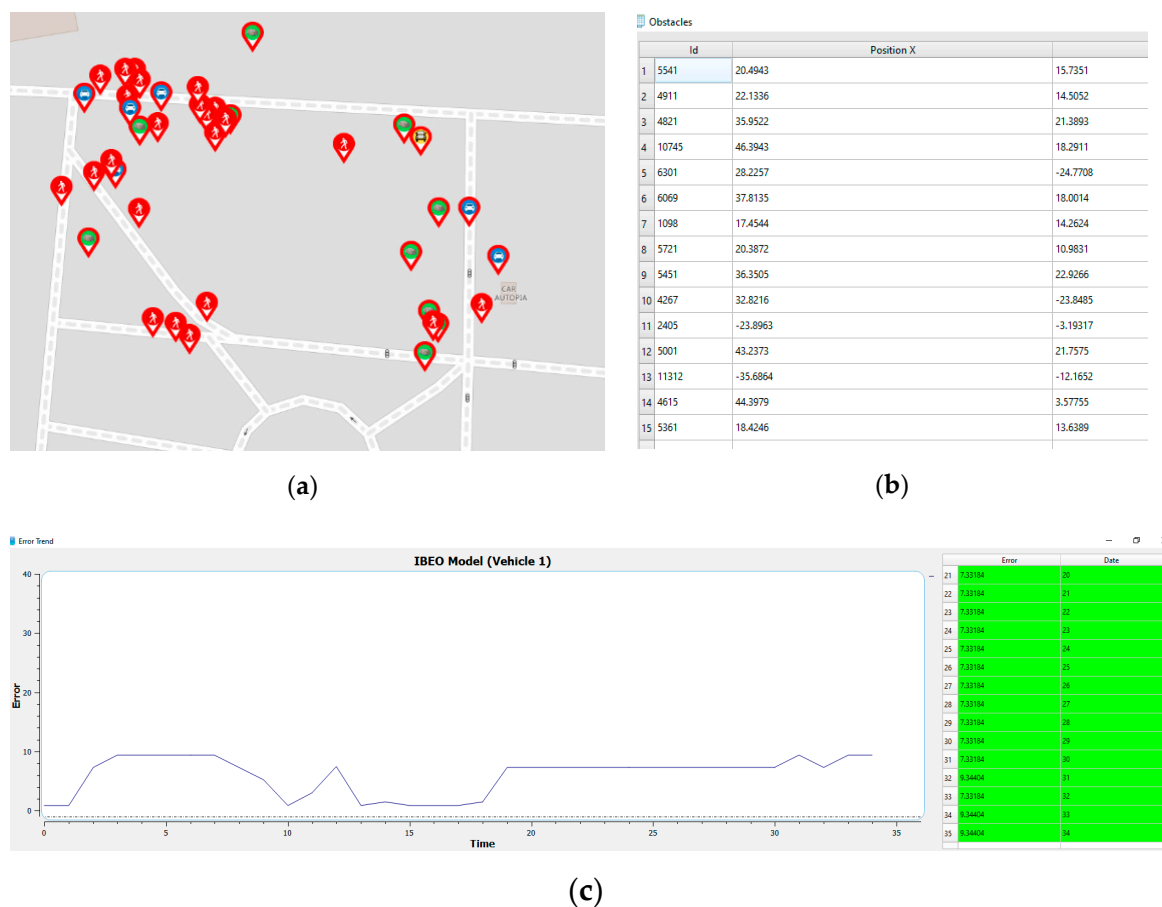 CAR
AUTOPIA
(a)
Obstacles
Id Position X
1 5541 20.4943 15.7351
2 4911 22.1336 14.5052
3 4821 35.9522 21.3893
4 10745 46.3943 18.2911
5 6301 28.2257 -24.7708
6 6069 37.8135 18.0014
7 1098 17.4544 14.2624
8 5721 20.3872 10.9831
9 5451 36.3505 22.9266
10 4267 32.8216 -23.8485
11 2405 -23.8963 -3.19317
12 5001 43.2373 21.7575
13 11312 -35.6864 -12.1652
14 4615 44.3979 3.57755
15 5361 18.4246 13.6389
(b)
Error Trend
IBEO Model (Vehicle 1)
40
30
20
10
0
Error
0 5 10 15 20 25 30 35
Time
Error Date
21 7.33184 20
22 7.33184 21
23 7.33184 22
24 7.33184 23
25 7.33184 24
26 7.33184 25
27 7.33184 26
28 7.33184 27
29 7.33184 28
30 7.33184 29
31 7.33184 30
32 9.34404 31
33 7.33184 32
34 9.34404 33
35 9.34404 34
(c)